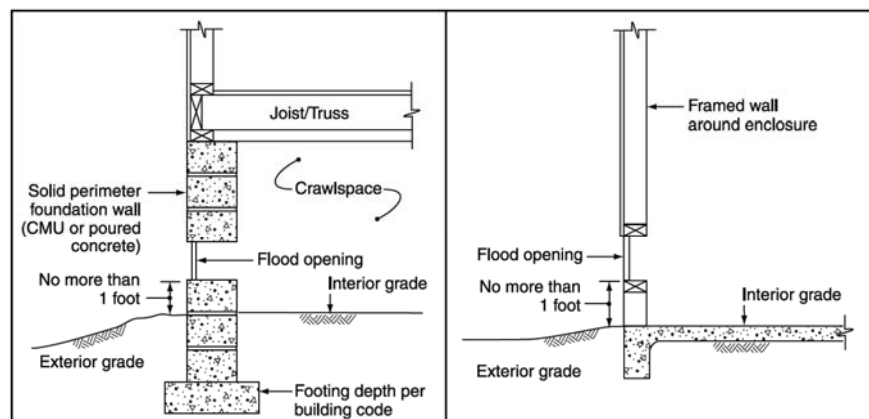 Joist/Truss
Crawlspace
Solid perimeter
foundation wall
(CMU or poured
concrete)
Flood opening
No more than
1 foot
Interior grade
Exterior grade
Footing depth per
building code
Framed wall
around enclosure
Flood opening
No more than
1 foot
Interior grade
Exterior grade